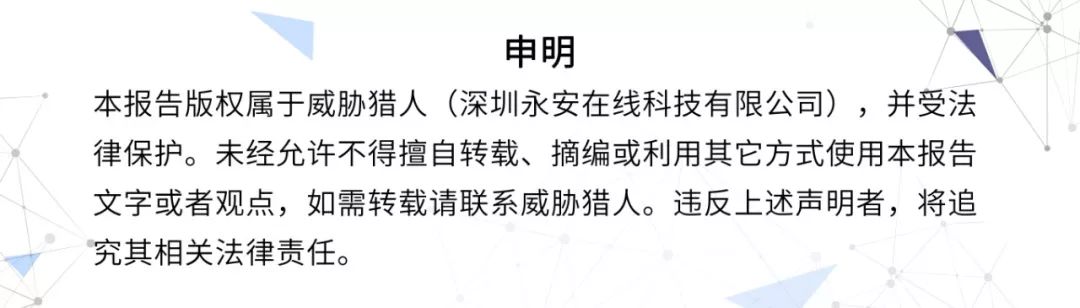 申明
本报告版权属于威胁猎人（深圳永安在线科技有限公司），并受法
律保护。未经允许不得擅自转载、摘编或利用其它方式使用本报告
文字或者观点，如需转载请联系威胁猎人。违反上述声明者，将追
究其相关法律责任。